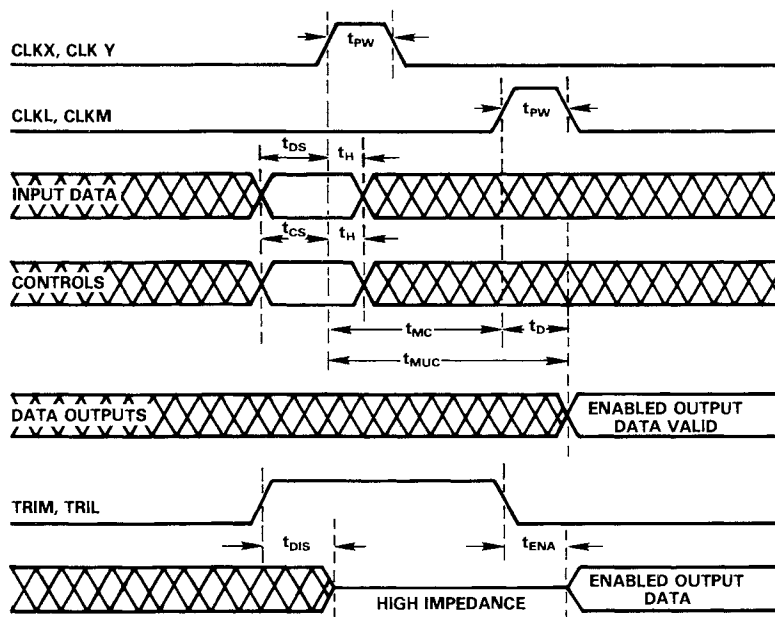 CLKX, CLK Y
tPW
CLKL, CLKM
tPW
tDS
tH
INPUT DATA
tCS
tH
CONTROLS
tMC
tD
tMUC
DATA OUTPUTS
ENABLED OUTPUT
DATA VALID
TRIM, TRIL
tDIS
tENA
HIGH IMPEDANCE
ENABLED OUTPUT
DATA